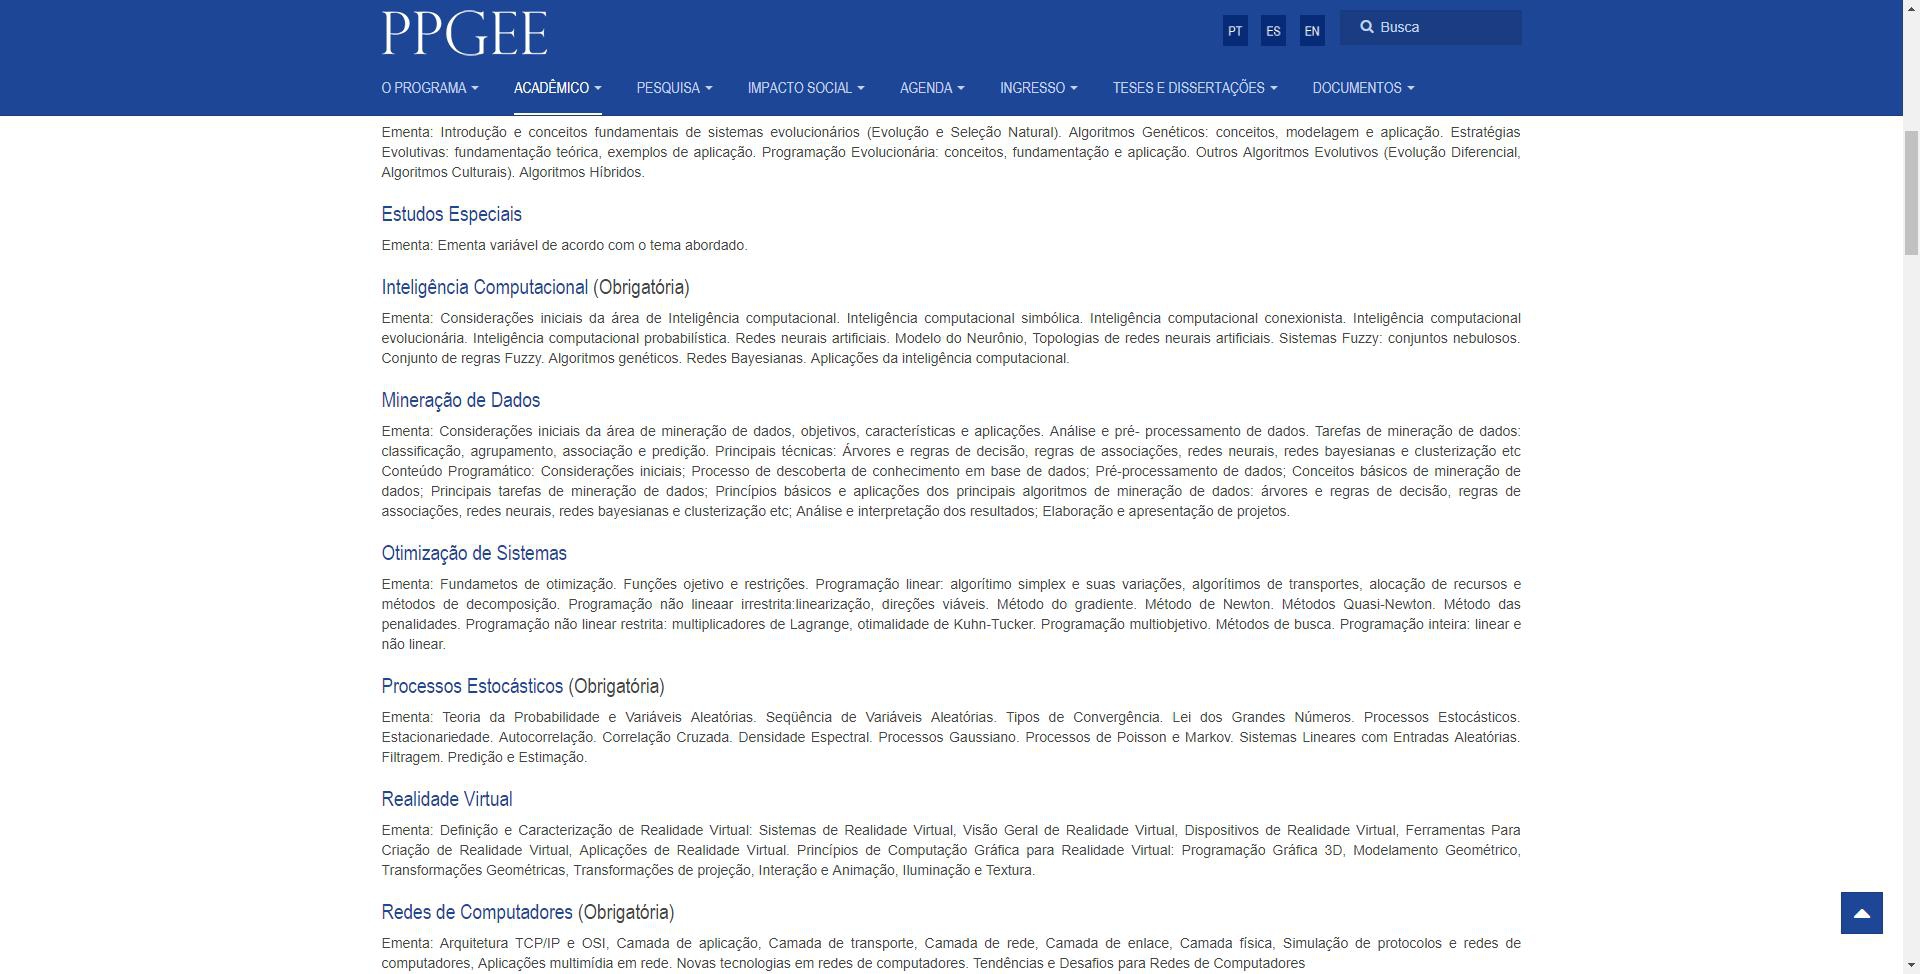 PPGEE
PT ES EN Busca
O PROGRAMA ACADÊMICO PESQUISA IMPACTO SOCIAL AGENDA INGRESSO TESES E DISSERTAÇÕES DOCUMENTOS
Ementa: Introdução e conceitos fundamentais de sistemas evolucionários (Evolução e Seleção Natural). Algoritmos Genéticos: conceitos, modelagem e aplicação. Estratégias
Evolutivas: fundamentação teórica, exemplos de aplicação. Programação Evolucionária: conceitos, fundamentação e aplicação. Outros Algoritmos Evolutivos (Evolução Diferencial,
Algoritmos Culturais). Algoritmos Híbridos.
Estudos Especiais
Ementa: Ementa variável de acordo com o tema abordado.
Inteligência Computacional (Obrigatória)
Ementa: Considerações iniciais da área de Inteligência computacional. Inteligência computacional simbólica. Inteligência computacional conexionista. Inteligência computacional
evolucionária. Inteligência computacional probabilística. Redes neurais artificiais. Modelo do Neurônio, Topologias de redes neurais artificiais. Sistemas Fuzzy: conjuntos nebulosos.
Conjunto de regras Fuzzy. Algoritmos genéticos. Redes Bayesianas. Aplicações da inteligência computacional.
Mineração de Dados
Ementa: Considerações iniciais da área de mineração de dados, objetivos, características e aplicações. Análise e pré- processamento de dados. Tarefas de mineração de dados:
classificação, agrupamento, associação e predição. Principais técnicas: Árvores e regras de decisão, regras de associações, redes neurais, redes bayesianas e clusterização etc
Conteúdo Programático: Considerações iniciais; Processo de descoberta de conhecimento em base de dados; Pré-processamento de dados; Conceitos básicos de mineração de
dados; Principais tarefas de mineração de dados; Princípios básicos e aplicações dos principais algoritmos de mineração de dados: árvores e regras de decisão, regras de
associações, redes neurais, redes bayesianas e clusterização etc; Análise e interpretação dos resultados; Elaboração e apresentação de projetos.
Otimização de Sistemas
Ementa: Fundametos de otimização. Funções ojetivo e restrições. Programação linear: algorítimo simplex e suas variações, algorítimos de transportes, alocação de recursos e
métodos de decomposição. Programação não lineaar irrestrita:linearização, direções viáveis. Método do gradiente. Método de Newton. Métodos Quasi-Newton. Método das
penalidades. Programação não linear restrita: multiplicadores de Lagrange, otimalidade de Kuhn-Tucker. Programação multiobjetivo. Métodos de busca. Programação inteira: linear e
não linear.
Processos Estocásticos (Obrigatória)
Ementa: Teoria da Probabilidade e Variáveis Aleatórias. Seqüência de Variáveis Aleatórias. Tipos de Convergência. Lei dos Grandes Números. Processos Estocásticos.
Estacionariedade. Autocorrelação. Correlação Cruzada. Densidade Espectral. Processos Gaussiano. Processos de Poisson e Markov. Sistemas Lineares com Entradas Aleatórias.
Filtragem. Predição e Estimação.
Realidade Virtual
Ementa: Definição e Caracterização de Realidade Virtual: Sistemas de Realidade Virtual, Visão Geral de Realidade Virtual, Dispositivos de Realidade Virtual, Ferramentas Para
Criação de Realidade Virtual, Aplicações de Realidade Virtual. Princípios de Computação Gráfica para Realidade Virtual: Programação Gráfica 3D, Modelamento Geométrico,
Transformações Geométricas, Transformações de projeção, Interação e Animação, Iluminação e Textura.
Redes de Computadores (Obrigatória)
Ementa: Arquitetura TCP/IP e OSI, Camada de aplicação, Camada de transporte, Camada de rede, Camada de enlace, Camada física, Simulação de protocolos e redes de
computadores, Aplicações multimídia em rede. Novas tecnologias em redes de computadores. Tendências e Desafios para Redes de Computadores